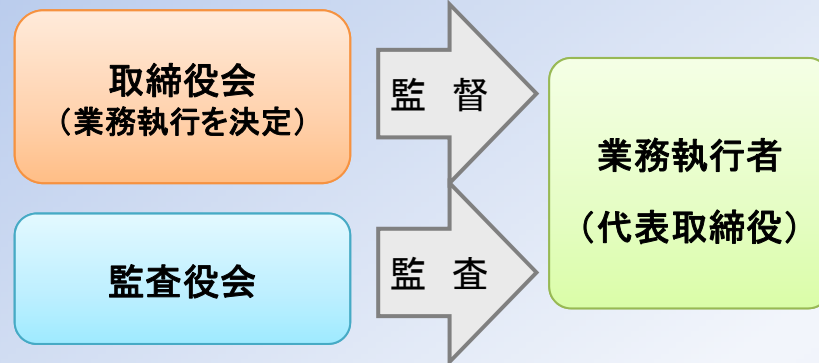 取締役会
（業務執行を決定）
監 督
業務執行者
（代表取締役）
監査役会
監 査